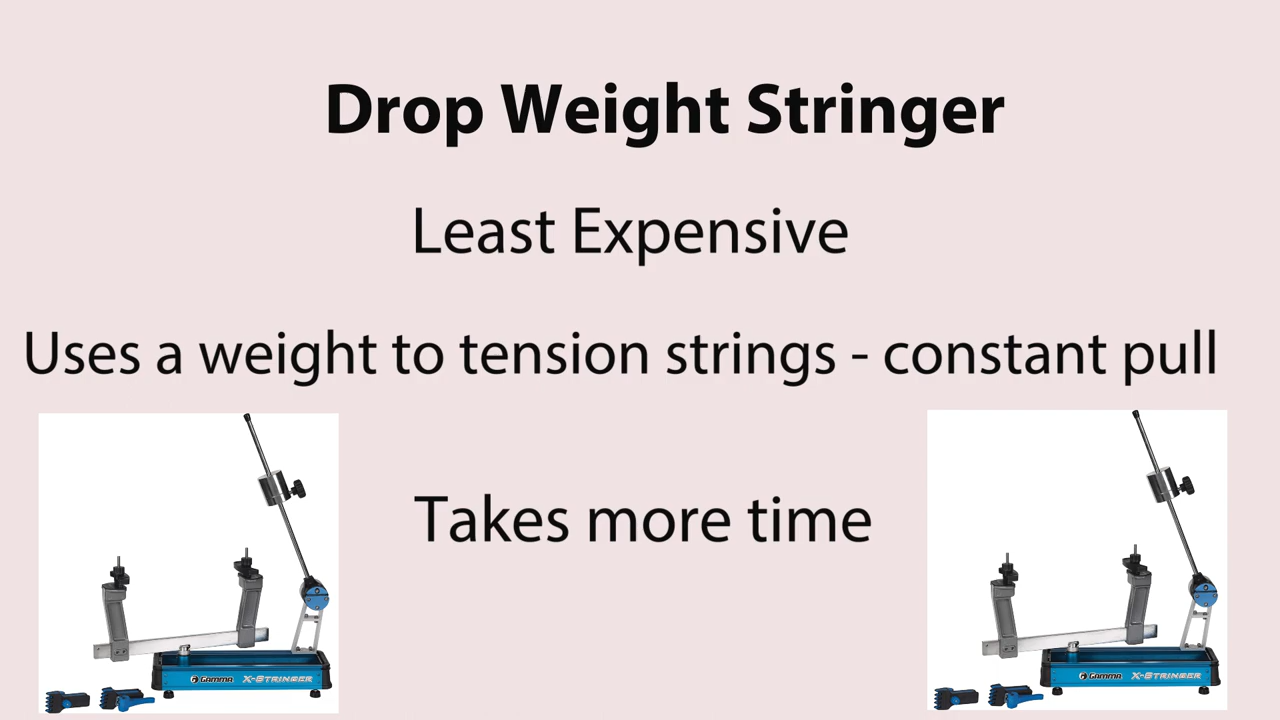 Drop Weight Stringer
Least Expensive
Uses a weight to tension strings - constant pull
Takes more time
GAMMA X-STRINGER
GAMMA X-STRINGER